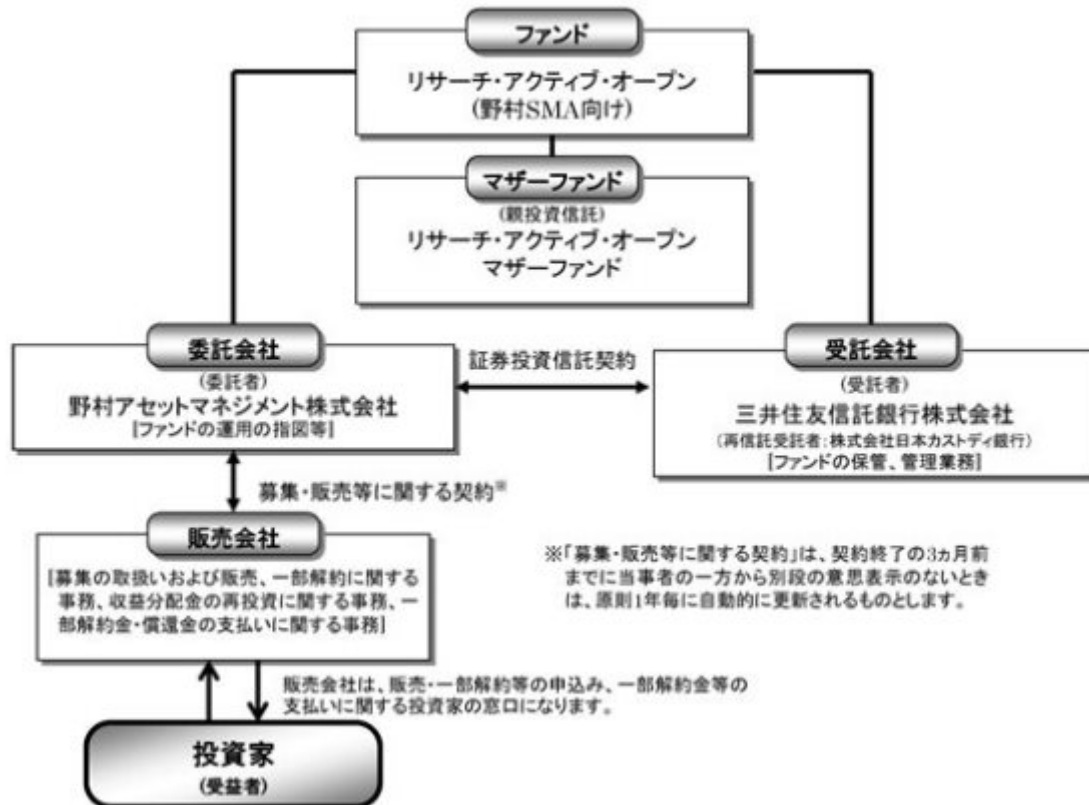 ファンド
リサーチ・アクティブ・オープン
(野村SMA向け)
マザーファンド
(親投資信託)
リサーチ・アクティブ・オープン
マザーファンド
委託会社
(委託者)
野村アセットマネジメント株式会社
[ファンドの運用の指図等]
証券投資信託契約
受託会社
(受託者)
三井住友信託銀行株式会社
(再信託受託者:株式会社日本カストディ銀行)
[ファンドの保管、管理業務]
募集・販売等に関する契約※
販売会社
[募集の取扱いおよび販売、一部解約に関する
事務、収益分配金の再投資に関する事務、一
部解約金・償還金の支払いに関する事務]
※「募集・販売等に関する契約」は、契約終了の3ヵ月前
までに当事者の一方から別段の意思表示のないとき
は、原則1年毎に自動的に更新されるものとします。
販売会社は、販売・一部解約等の申込み、一部解約金等の
支払いに関する投資家の窓口になります。
投資家
(受益者)